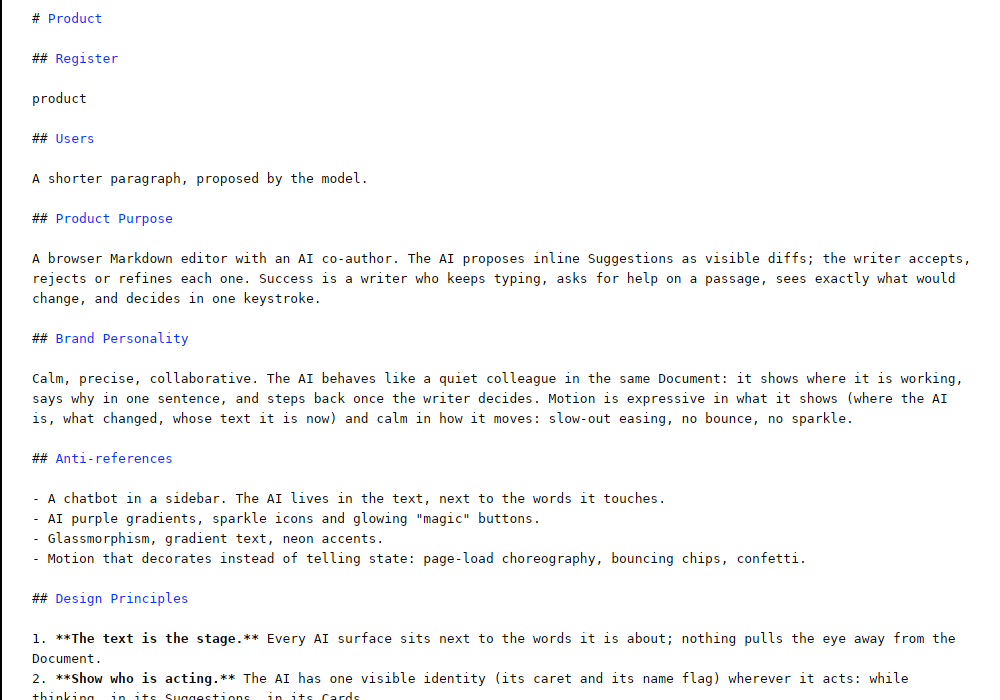 # Product
## Register
product
## Users
A shorter paragraph, proposed by the model.
## Product Purpose
A browser Markdown editor with an AI co-author. The AI proposes inline Suggestions as visible diffs; the writer accepts,
rejects or refines each one. Success is a writer who keeps typing, asks for help on a passage, sees exactly what would
change, and decides in one keystroke.
## Brand Personality
Calm, precise, collaborative. The AI behaves like a quiet colleague in the same Document: it shows where it is working,
says why in one sentence, and steps back once the writer decides. Motion is expressive in what it shows (where the AI
is, what changed, whose text it is now) and calm in how it moves: slow-out easing, no bounce, no sparkle.
## Anti-references
- A chatbot in a sidebar. The AI lives in the text, next to the words it touches.
- AI purple gradients, sparkle icons and glowing "magic" buttons.
- Glassmorphism, gradient text, neon accents.
- Motion that decorates instead of telling state: page-load choreography, bouncing chips, confetti.
## Design Principles
1. **The text is the stage.** Every AI surface sits next to the words it is about; nothing pulls the eye away from the
Document.
2. **Show who is acting.** The AI has one visible identity (its caret and its name flag) wherever it acts: while
thinking, in its Suggestions, in its Cards.